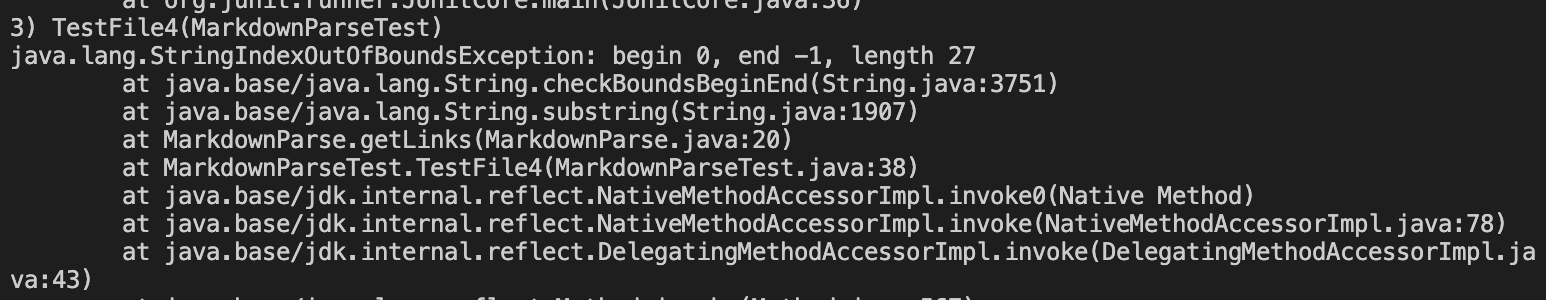 at org.junit.runner.JUnitCore.main(JUnitCore.java:36)
3) TestFile4(MarkdownParseTest)
java.lang.StringIndexOutOfBoundsException: begin 0, end -1, length 27
at java.base/java.lang.String.checkBoundsBeginEnd(String.java:3751)
at java.base/java.lang.String.substring(String.java:1907)
at MarkdownParse.getLinks(MarkdownParse.java:20)
at MarkdownParseTest.TestFile4(MarkdownParseTest.java:38)
at java.base/jdk.internal.reflect.NativeMethodAccessorImpl.invoke0(Native Method)
at java.base/jdk.internal.reflect.NativeMethodAccessorImpl.invoke(NativeMethodAccessorImpl.java:78)
at java.base/jdk.internal.reflect.DelegatingMethodAccessorImpl.invoke(DelegatingMethodAccessorImpl.ja
va:43)